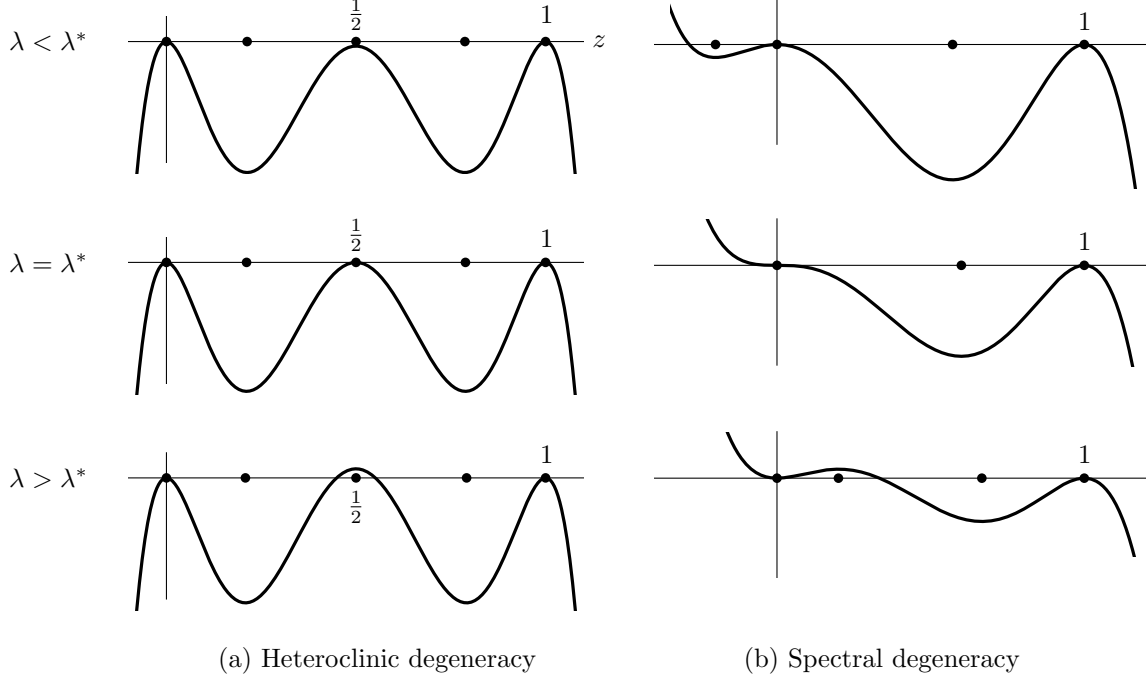 λ < λ*
1/2
1
z
1
λ = λ*
1/2
1
1
λ > λ*
1/2
1
1
(a) Heteroclinic degeneracy
(b) Spectral degeneracy